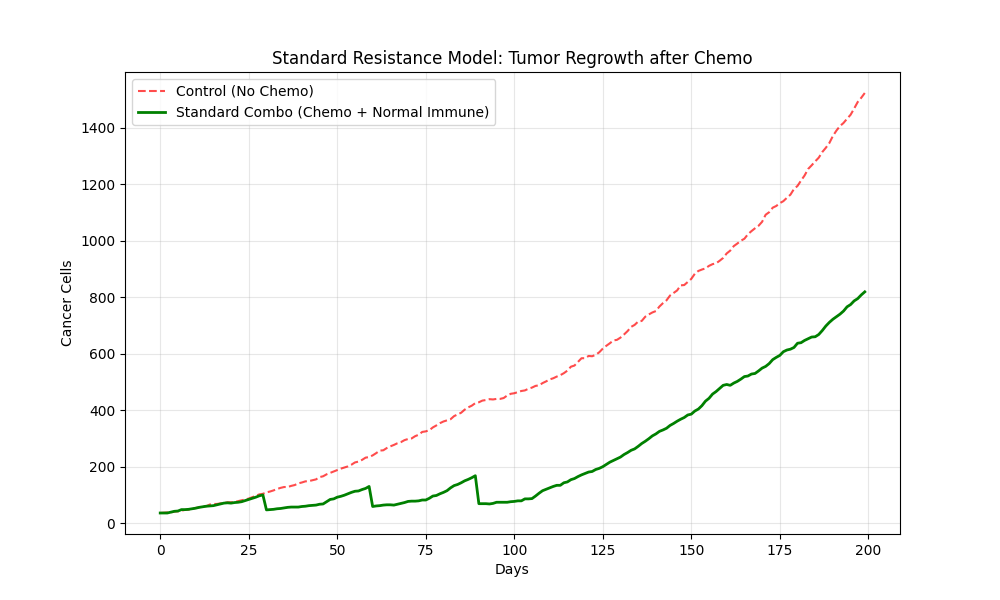 Standard Resistance Model: Tumor Regrowth after Chemo
Control (No Chemo)
Standard Combo (Chemo + Normal Immune)
Cancer Cells
1400
1200
1000
800
600
400
200
0
0 25 50 75 100 125 150 175 200
Days